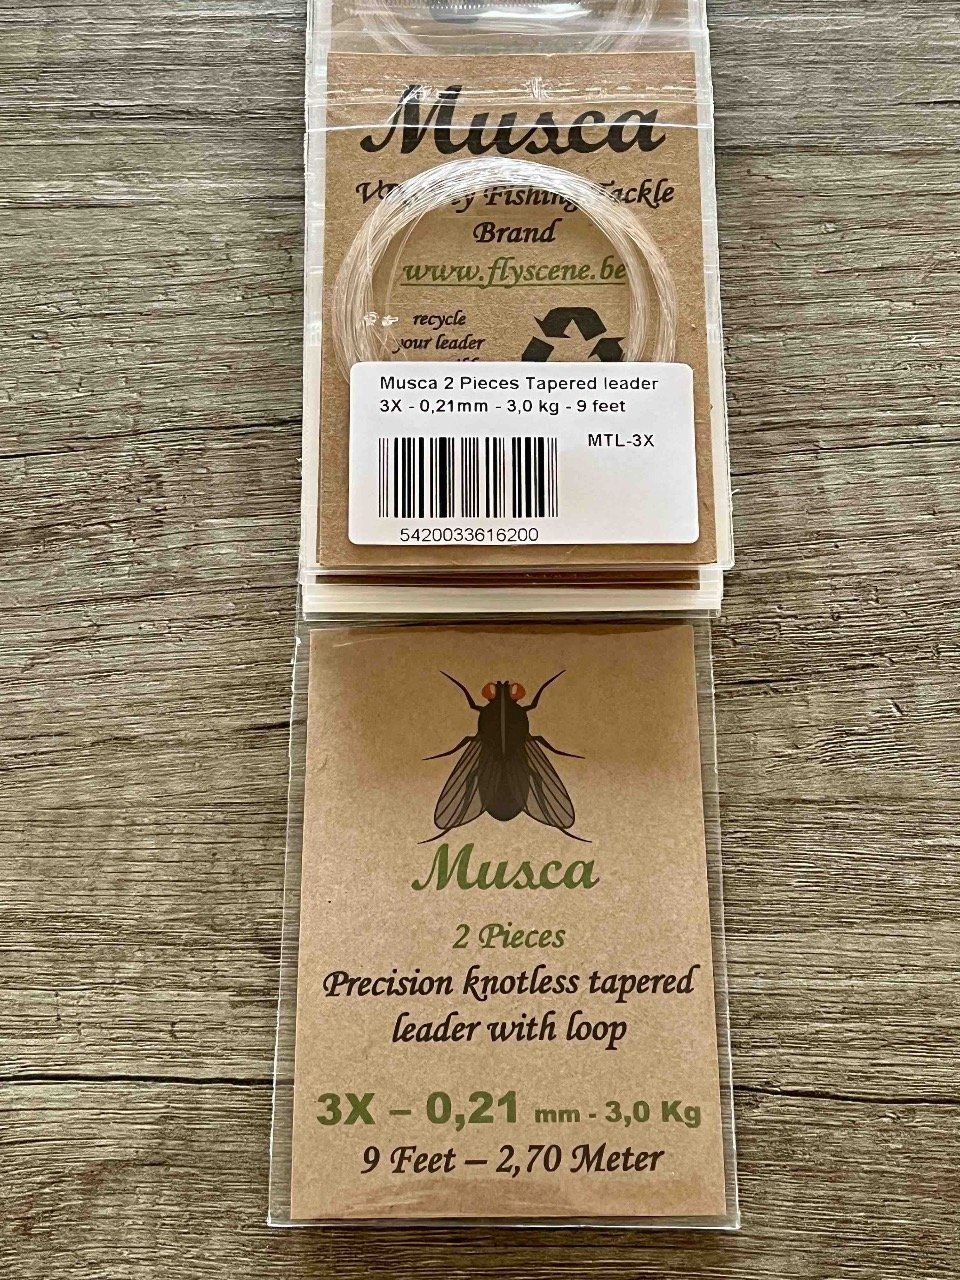 Musca
Fishing Tackle
Brand
www.flyscene.be
recycle
your leader
Musca 2 Pieces Tapered leader
3X - 0,21mm - 3,0 kg - 9 feet
MTL-3X
5420033616200
Musca
2 Pieces
Precision knotless tapered
leader with loop
3X – 0,21 mm - 3,0 Kg
9 Feet – 2,70 Meter